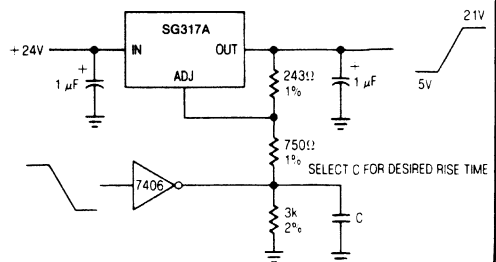 SG317A
21V
+24V
IN
OUT
+
1 µF
ADJ
243Ω
1%
+
1 µF
5V
750Ω
1%
SELECT C FOR DESIRED RISE TIME
7406
3k
2%
C